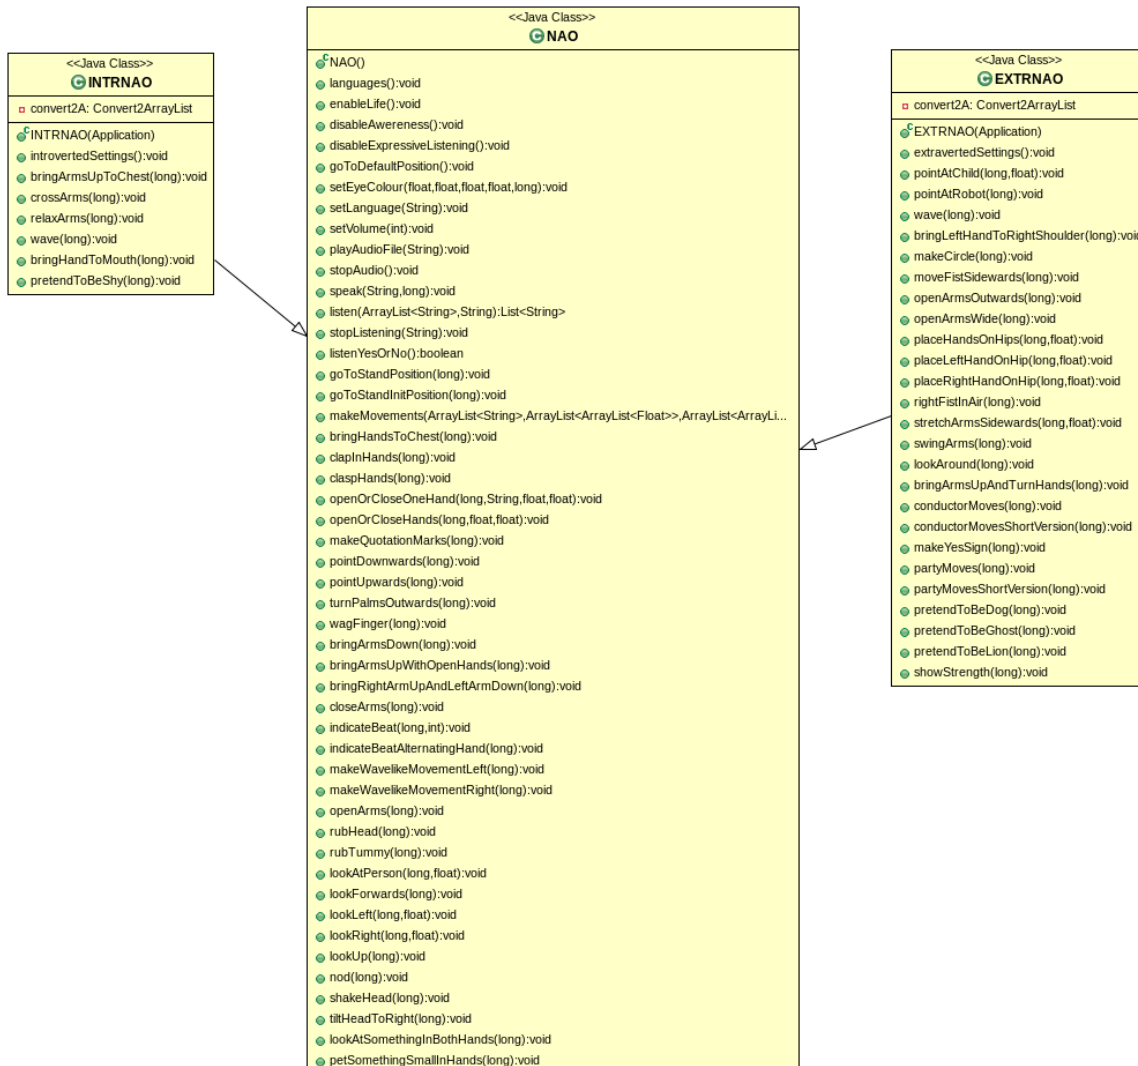 <<Java Class>>
INTRNAO
convert2A: Convert2ArrayList
INTRNAO(Application)
introvertedSettings():void
bringArmsUpToChest(long):void
crossArms(long):void
relaxArms(long):void
wave(long):void
bringHandToMouth(long):void
pretendToBeShy(long):void
<<Java Class>>
NAO
NAO()
languages():void
enableLife():void
disableAwereness():void
disableExpressiveListening():void
goToDefaultPosition():void
setEyeColour(float,float,float,float,long):void
setLanguage(String):void
setVolume(int):void
playAudioFile(String):void
stopAudio():void
speak(String,long):void
listen(ArrayList<String>,String):List<String>
stopListening(String):void
listenYesOrNo():boolean
goToStandPosition(long):void
goToStandInitPosition(long):void
makeMovements(ArrayList<String>,ArrayList<ArrayList<Float>>,ArrayList<ArrayLi...
bringHandsToChest(long):void
clapInHands(long):void
claspHands(long):void
openOrCloseOneHand(long,String,float,float):void
openOrCloseHands(long,float,float):void
makeQuotationMarks(long):void
pointDownwards(long):void
pointUpwards(long):void
turnPalmsOutwards(long):void
wagFinger(long):void
bringArmsDown(long):void
bringArmsUpWithOpenHands(long):void
bringRightArmUpAndLeftArmDown(long):void
closeArms(long):void
indicateBeat(long,int):void
indicateBeatAlternatingHand(long):void
makeWavelikeMovementLeft(long):void
makeWavelikeMovementRight(long):void
openArms(long):void
rubHead(long):void
rubTummy(long):void
lookAtPerson(long,float):void
lookForwards(long):void
lookLeft(long,float):void
lookRight(long,float):void
lookUp(long):void
nod(long):void
shakeHead(long):void
tiltHeadToRight(long):void
lookAtSomethingInBothHands(long):void
petSomethingSmallInHands(long):void
<<Java Class>>
EXTRNAO
convert2A: Convert2ArrayList
EXTRNAO(Application)
extravertedSettings():void
pointAtChild(long,float):void
pointAtRobot(long):void
wave(long):void
bringLeftHandToRightShoulder(long):void
makeCircle(long):void
moveFistSidewards(long):void
openArmsOutwards(long):void
openArmsWide(long):void
placeHandsOnHips(long,float):void
placeLeftHandOnHip(long,float):void
placeRightHandOnHip(long,float):void
rightFistInAir(long):void
stretchArmsSidewards(long,float):void
swingArms(long):void
lookAround(long):void
bringArmsUpAndTurnHands(long):void
conductorMoves(long):void
conductorMovesShortVersion(long):void
makeYesSign(long):void
partyMoves(long):void
partyMovesShortVersion(long):void
pretendToBeDog(long):void
pretendToBeGhost(long):void
pretendToBeLion(long):void
showStrength(long):void